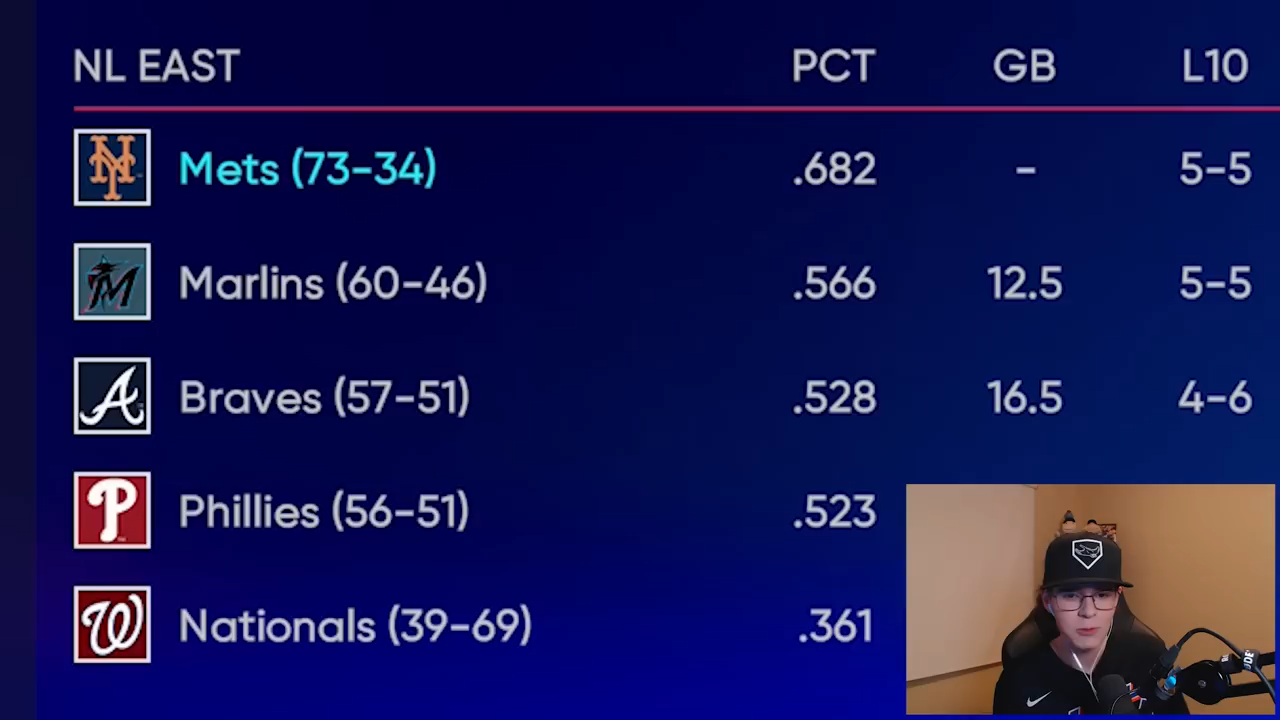 NL EAST PCT GB L10
Mets (73-34) .682 - 5-5
Marlins (60-46) .566 12.5 5-5
Braves (57-51) .528 16.5 4-6
Phillies (56-51) .523
Nationals (39-69) .361